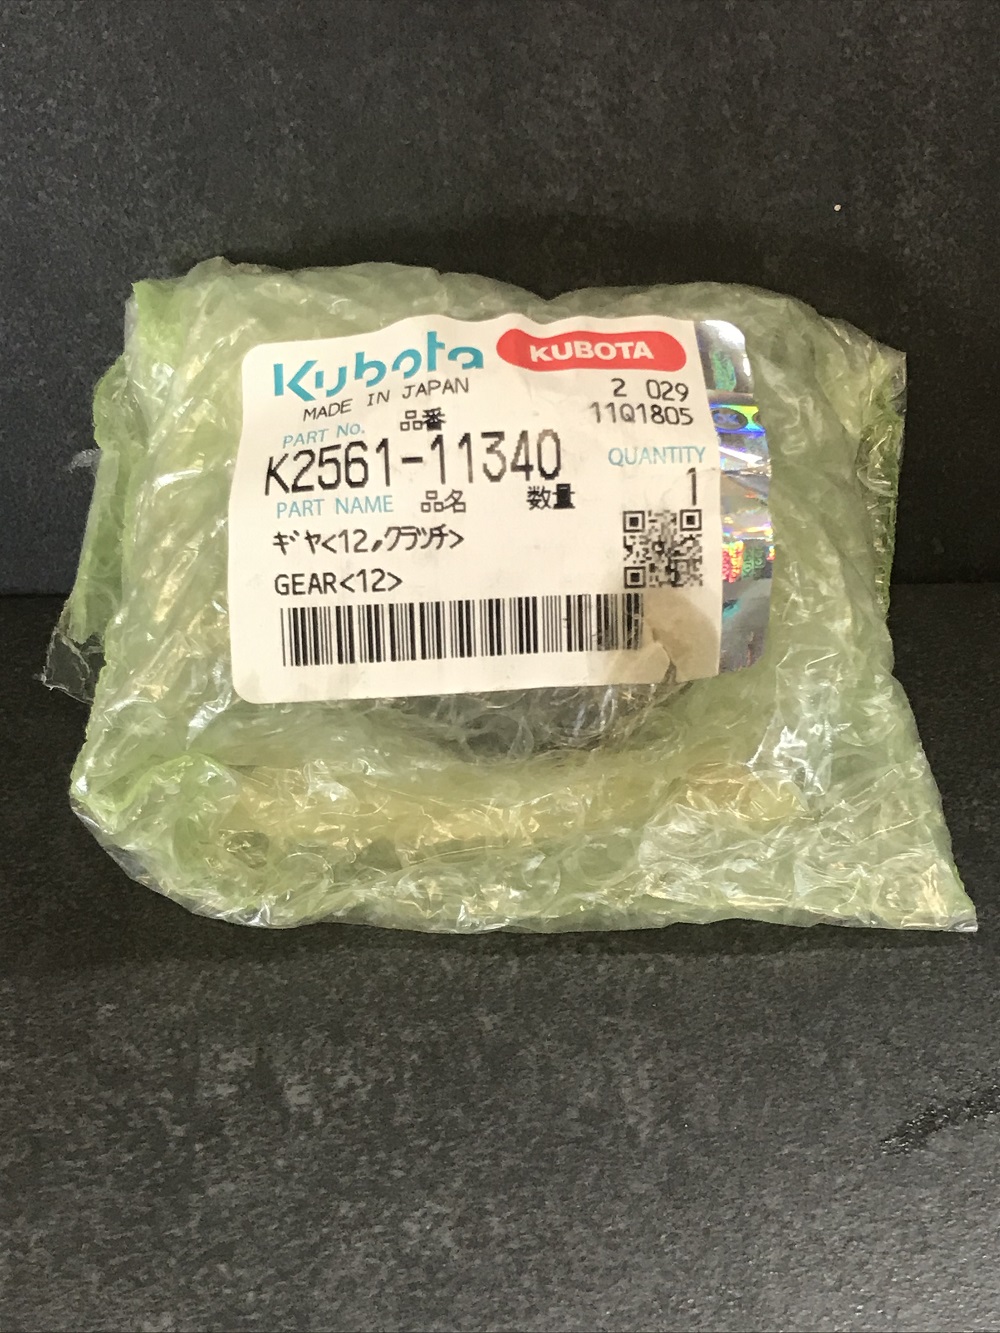 Kubota KUBOTA
MADE IN JAPAN 2 029
品番 11Q1805
PART No.
K2561-11340 QUANTITY
PART NAME 品名 数量 1
ギヤ<12,クラッチ>
GEAR<12>